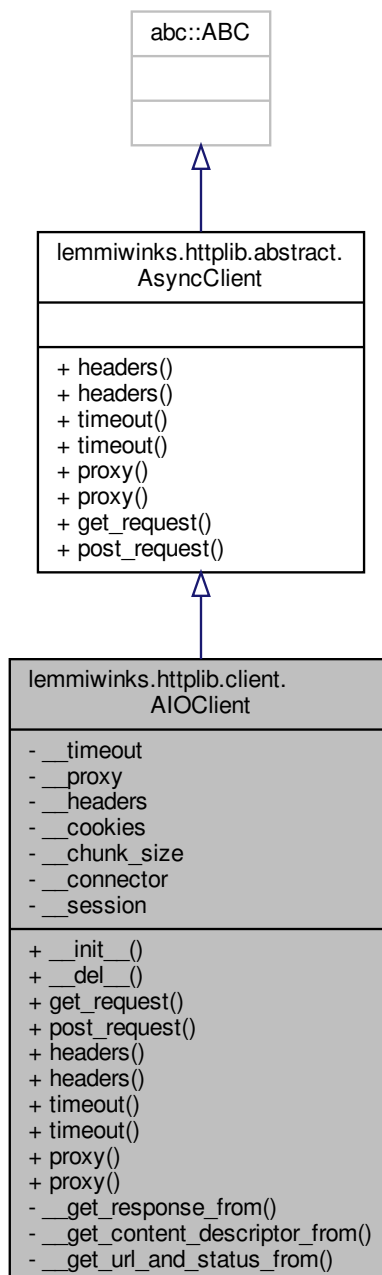 abc::ABC
lemmiwinks.httplib.abstract.
AsyncClient
+ headers()
+ headers()
+ timeout()
+ timeout()
+ proxy()
+ proxy()
+ get_request()
+ post_request()
lemmiwinks.httplib.client.
AIOClient
- __timeout
- __proxy
- __headers
- __cookies
- __chunk_size
- __connector
- __session
+ __init__()
+ __del__()
+ get_request()
+ post_request()
+ headers()
+ headers()
+ timeout()
+ timeout()
+ proxy()
+ proxy()
- __get_response_from()
- __get_content_descriptor_from()
- __get_url_and_status_from()